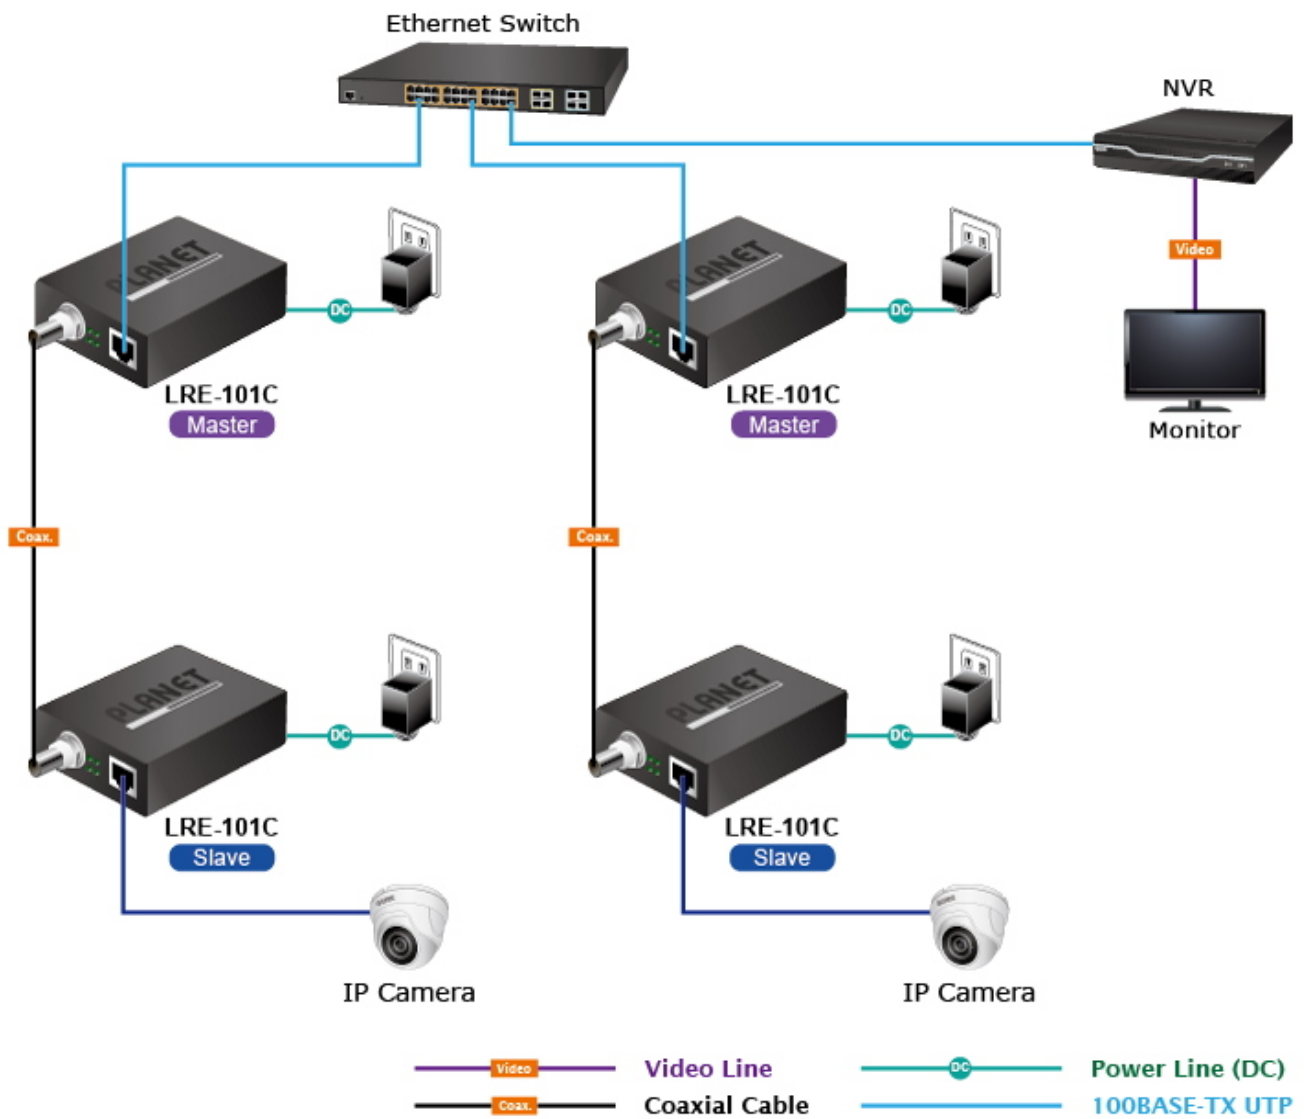 Ethernet Switch
NVR
PLANET
PLANET
DC
DC
Video
LRE-101C
Master
LRE-101C
Master
Monitor
Coax.
Coax.
PLANET
PLANET
DC
DC
LRE-101C
Slave
LRE-101C
Slave
IP Camera
IP Camera
Video
Video Line
DC
Power Line (DC)
Coax.
Coaxial Cable
100BASE-TX UTP